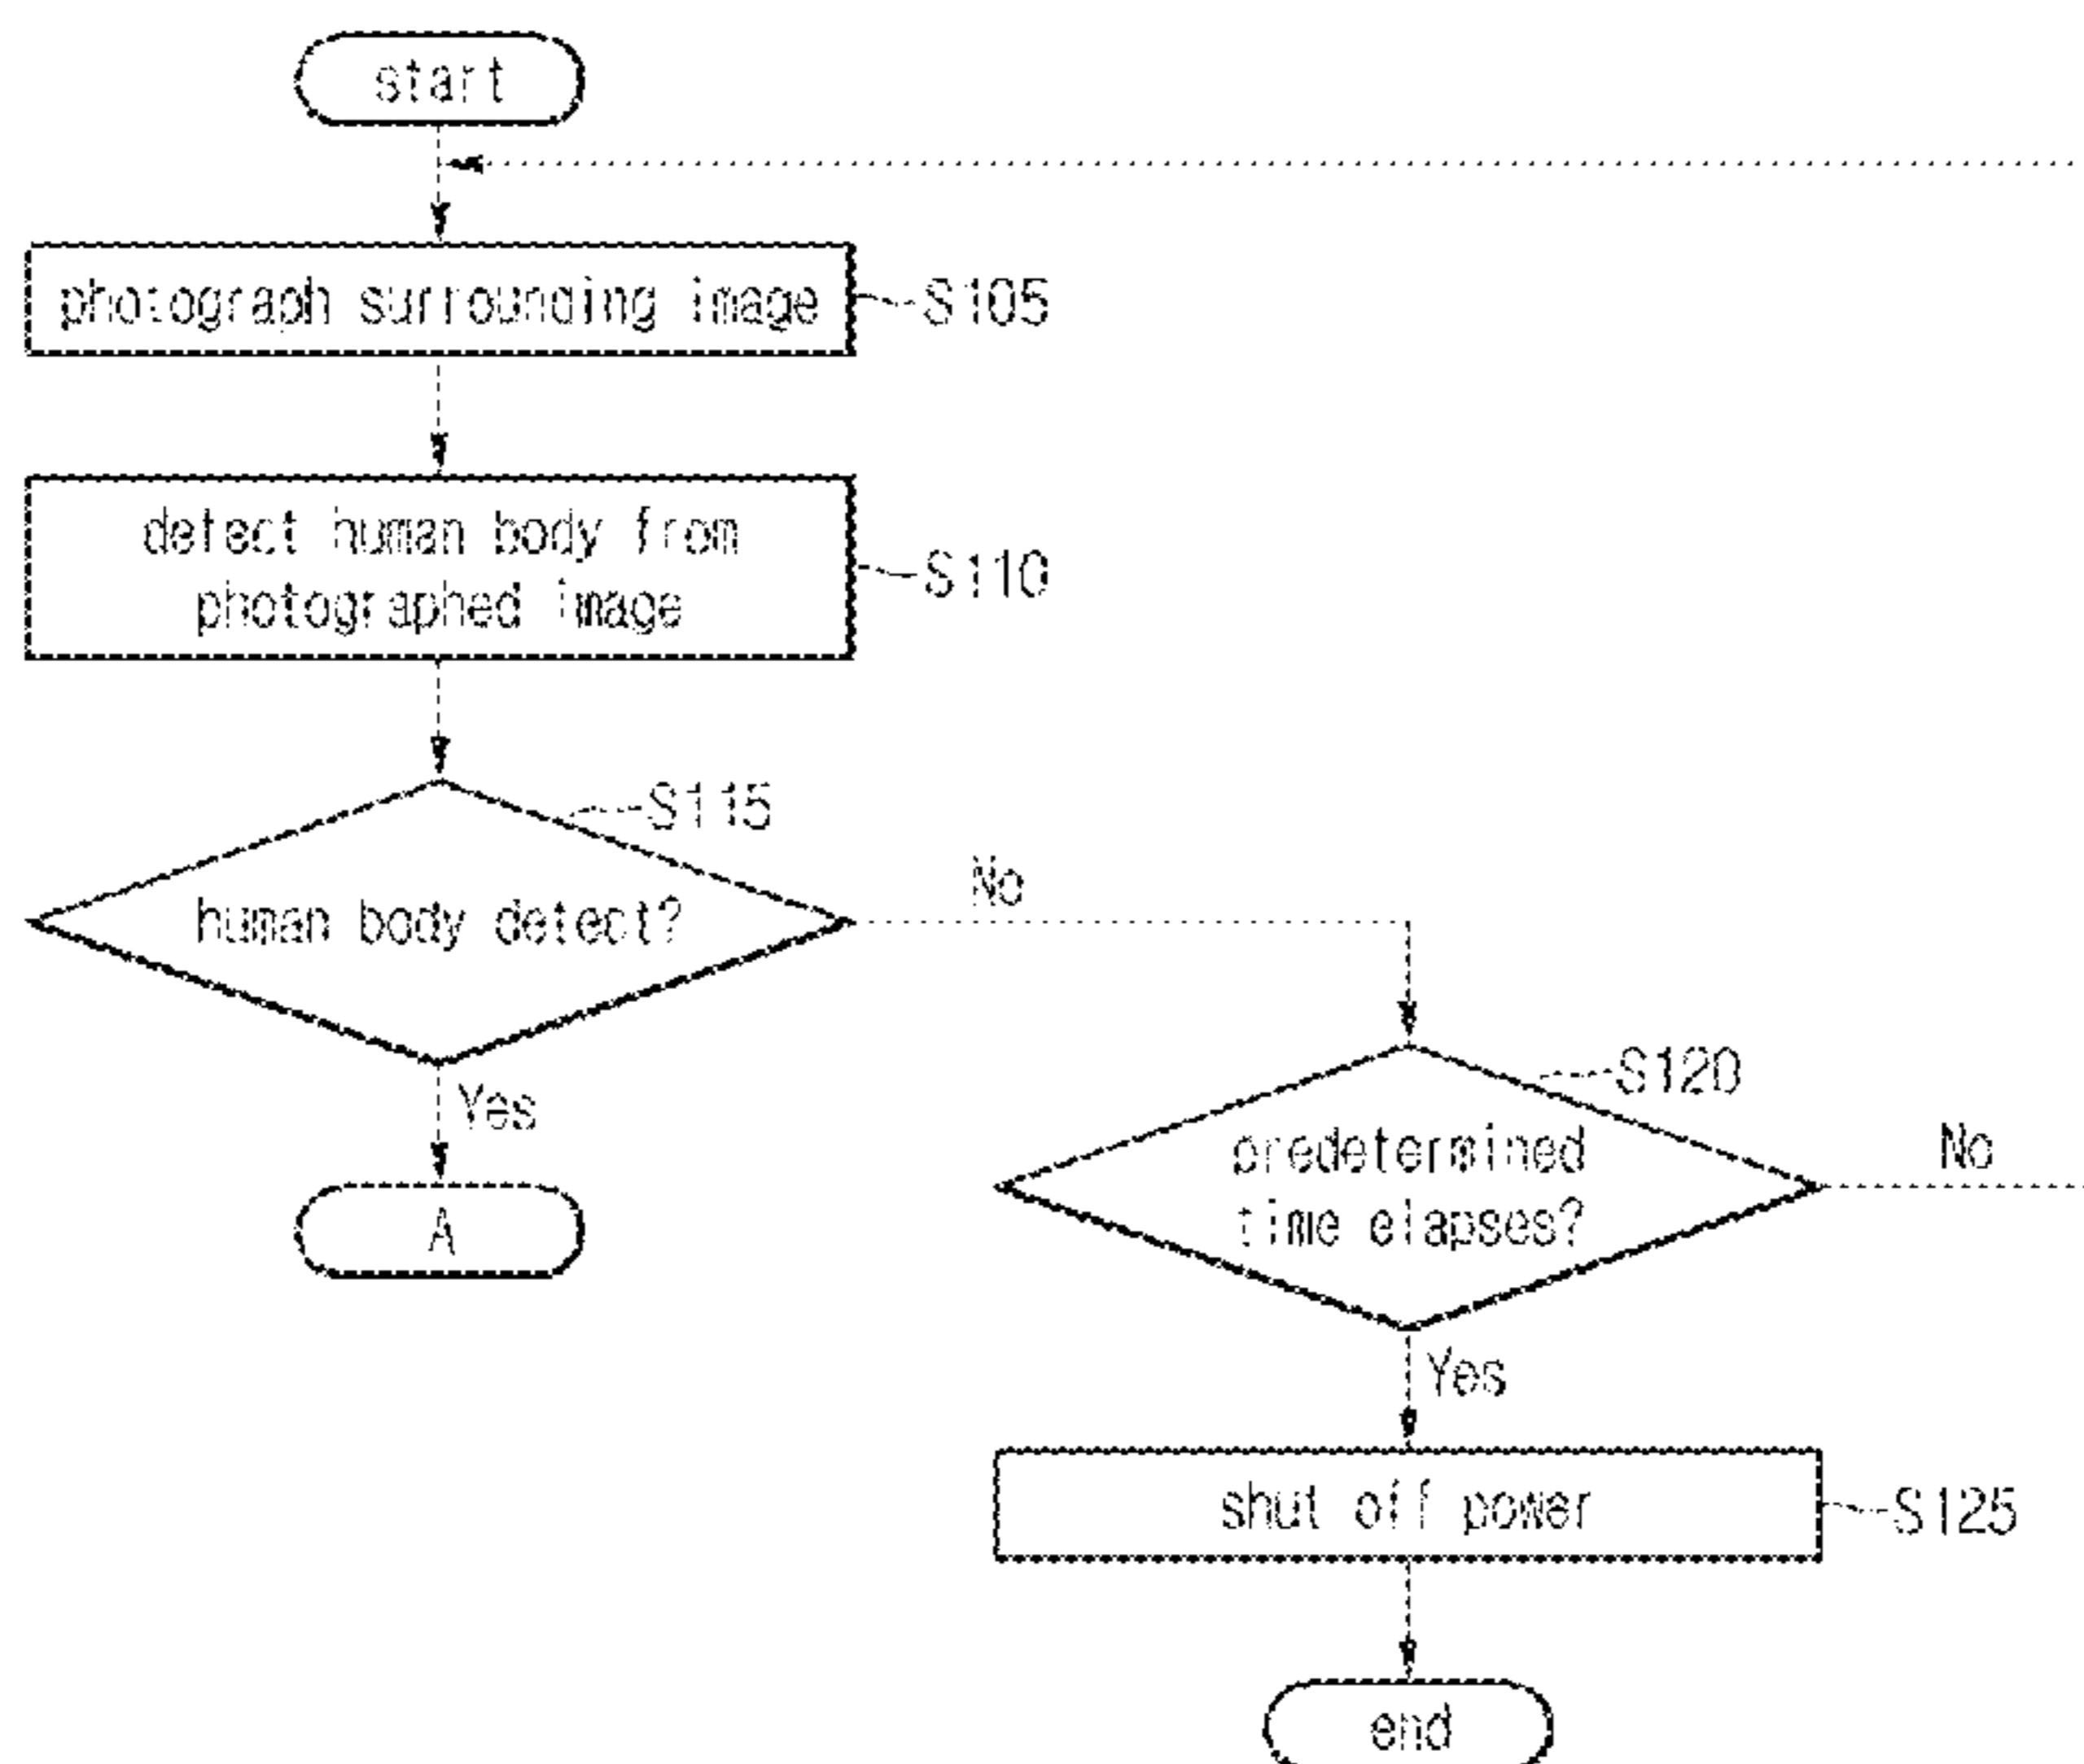 start
photograph surrounding image
S105
detect human body from
photographed image
S110
S115
human body detect?
No
Yes
A
S120
predetermined
time elapses?
No
Yes
shut off power
S125
end